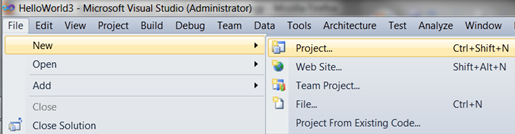 HelloWorld3 - Microsoft Visual Studio (Administrator)
File Edit View Project Build Debug Team Data Tools Architecture Test Analyze Window
New
Project... Ctrl+Shift+N
Open
Web Site... Shift+Alt+N
Add
Team Project...
Close
File... Ctrl+N
Close Solution
Project From Existing Code...